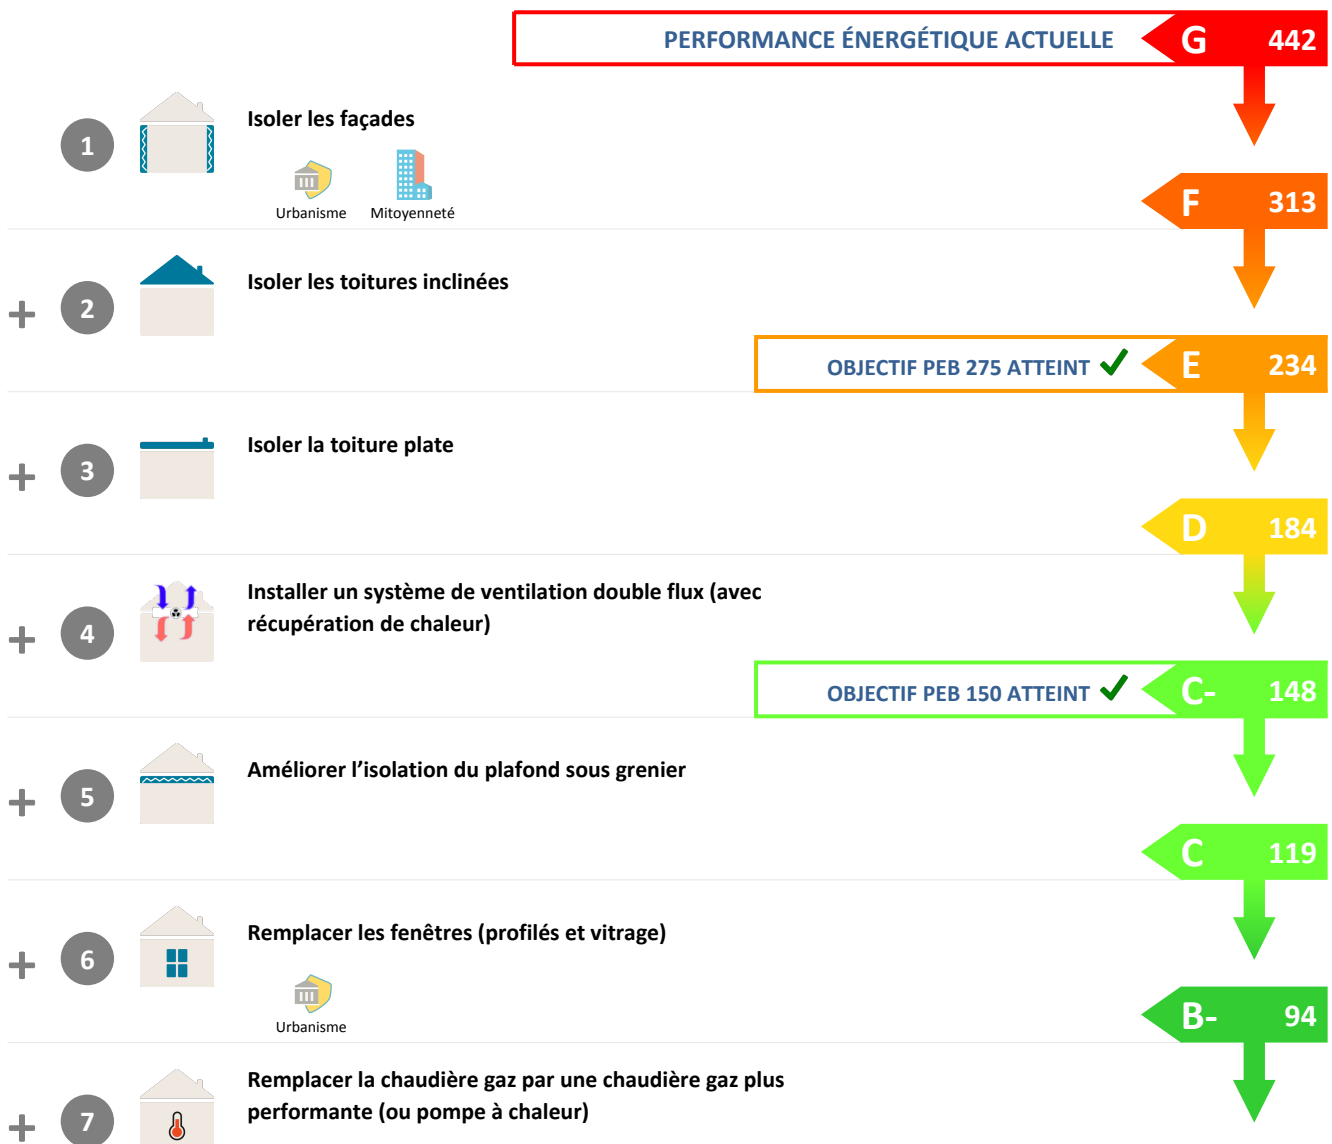 PERFORMANCE ÉNERGÉTIQUE ACTUELLE G 442
1 Isoler les façades
Urbanisme Mitoyenneté
F 313
+ 2 Isoler les toitures inclinées
OBJECTIF PEB 275 ATTEINT E 234
+ 3 Isoler la toiture plate
D 184
+ 4 Installer un système de ventilation double flux (avec
récupération de chaleur)
OBJECTIF PEB 150 ATTEINT C- 148
+ 5 Améliorer l’isolation du plafond sous grenier
C 119
+ 6 Remplacer les fenêtres (profilés et vitrage)
Urbanisme
B- 94
+ 7 Remplacer la chaudière gaz par une chaudière gaz plus
performante (ou pompe à chaleur)